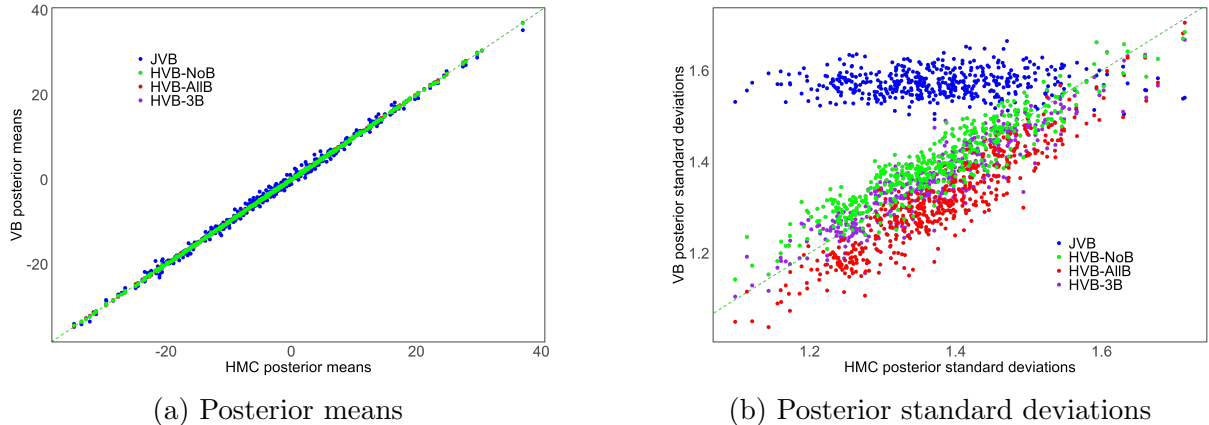 40
20
0
-20
VB posterior means
JVB
HVB-NoB
HVB-AllB
HVB-3B
-20 0 20 40
HMC posterior means
(a) Posterior means
1.6
1.4
1.2
VB posterior standard deviations
JVB
HVB-NoB
HVB-AllB
HVB-3B
1.2 1.4 1.6
HMC posterior standard deviations
(b) Posterior standard deviations